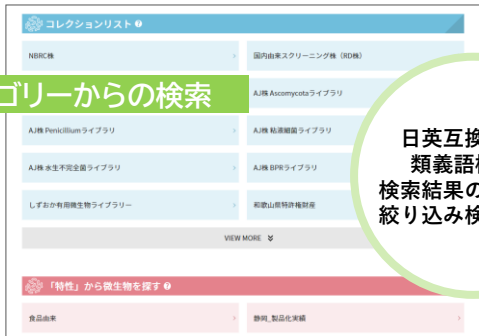 コレクションリスト ?
NBRC株
国内由来スクリーニング株（RD株）
ゴリーからの検索
AJ株 Ascomycotaライブラリ
AJ株 Penicilliumライブラリ
AJ株 粘液細菌ライブラリ
AJ株 水生不完全菌ライブラリ
AJ株 BPRライブラリ
しずおか有用微生物ライブラリー
和歌山県特許権財産
VIEW MORE
日英互換
類義語
検索結果の
絞り込み検
「特性」から微生物を探す ?
食品由来
静岡_製品化実績